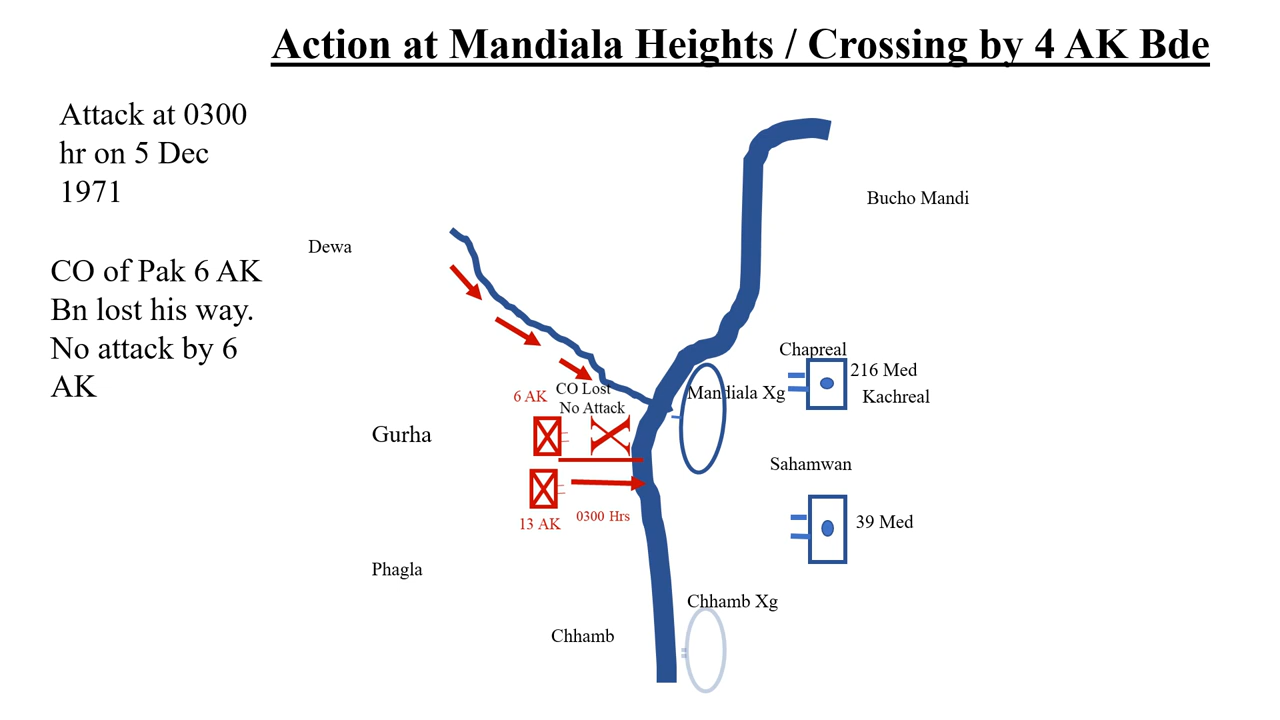 Action at Mandiala Heights / Crossing by 4 AK Bde
Attack at 0300
hr on 5 Dec
1971
CO of Pak 6 AK
Bn lost his way.
No attack by 6
AK
Bucho Mandi
Dewa
Chapreal
216 Med
Kachreal
Mandiala Xg
CO Lost
No Attack
6 AK
Gurha
Sahamwan
13 AK
0300 Hrs
39 Med
Phagla
Chhamb Xg
Chhamb